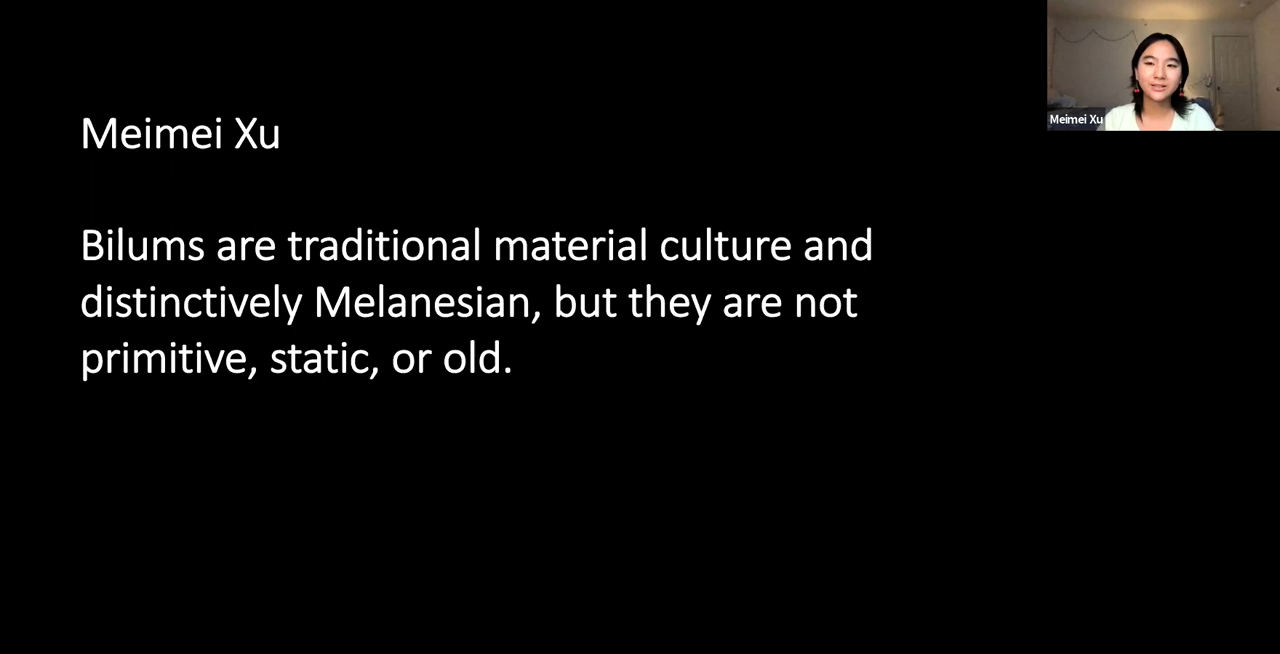 Meimei Xu
Meimei Xu
Bilums are traditional material culture and
distinctively Melanesian, but they are not
primitive, static, or old.